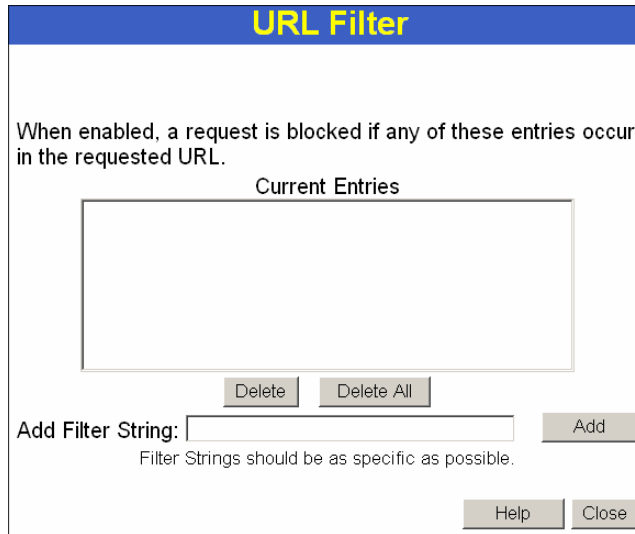 URL Filter
When enabled, a request is blocked if any of these entries occur
in the requested URL.
Current Entries
Delete Delete All
Add Filter String: Add
Filter Strings should be as specific as possible.
Help Close